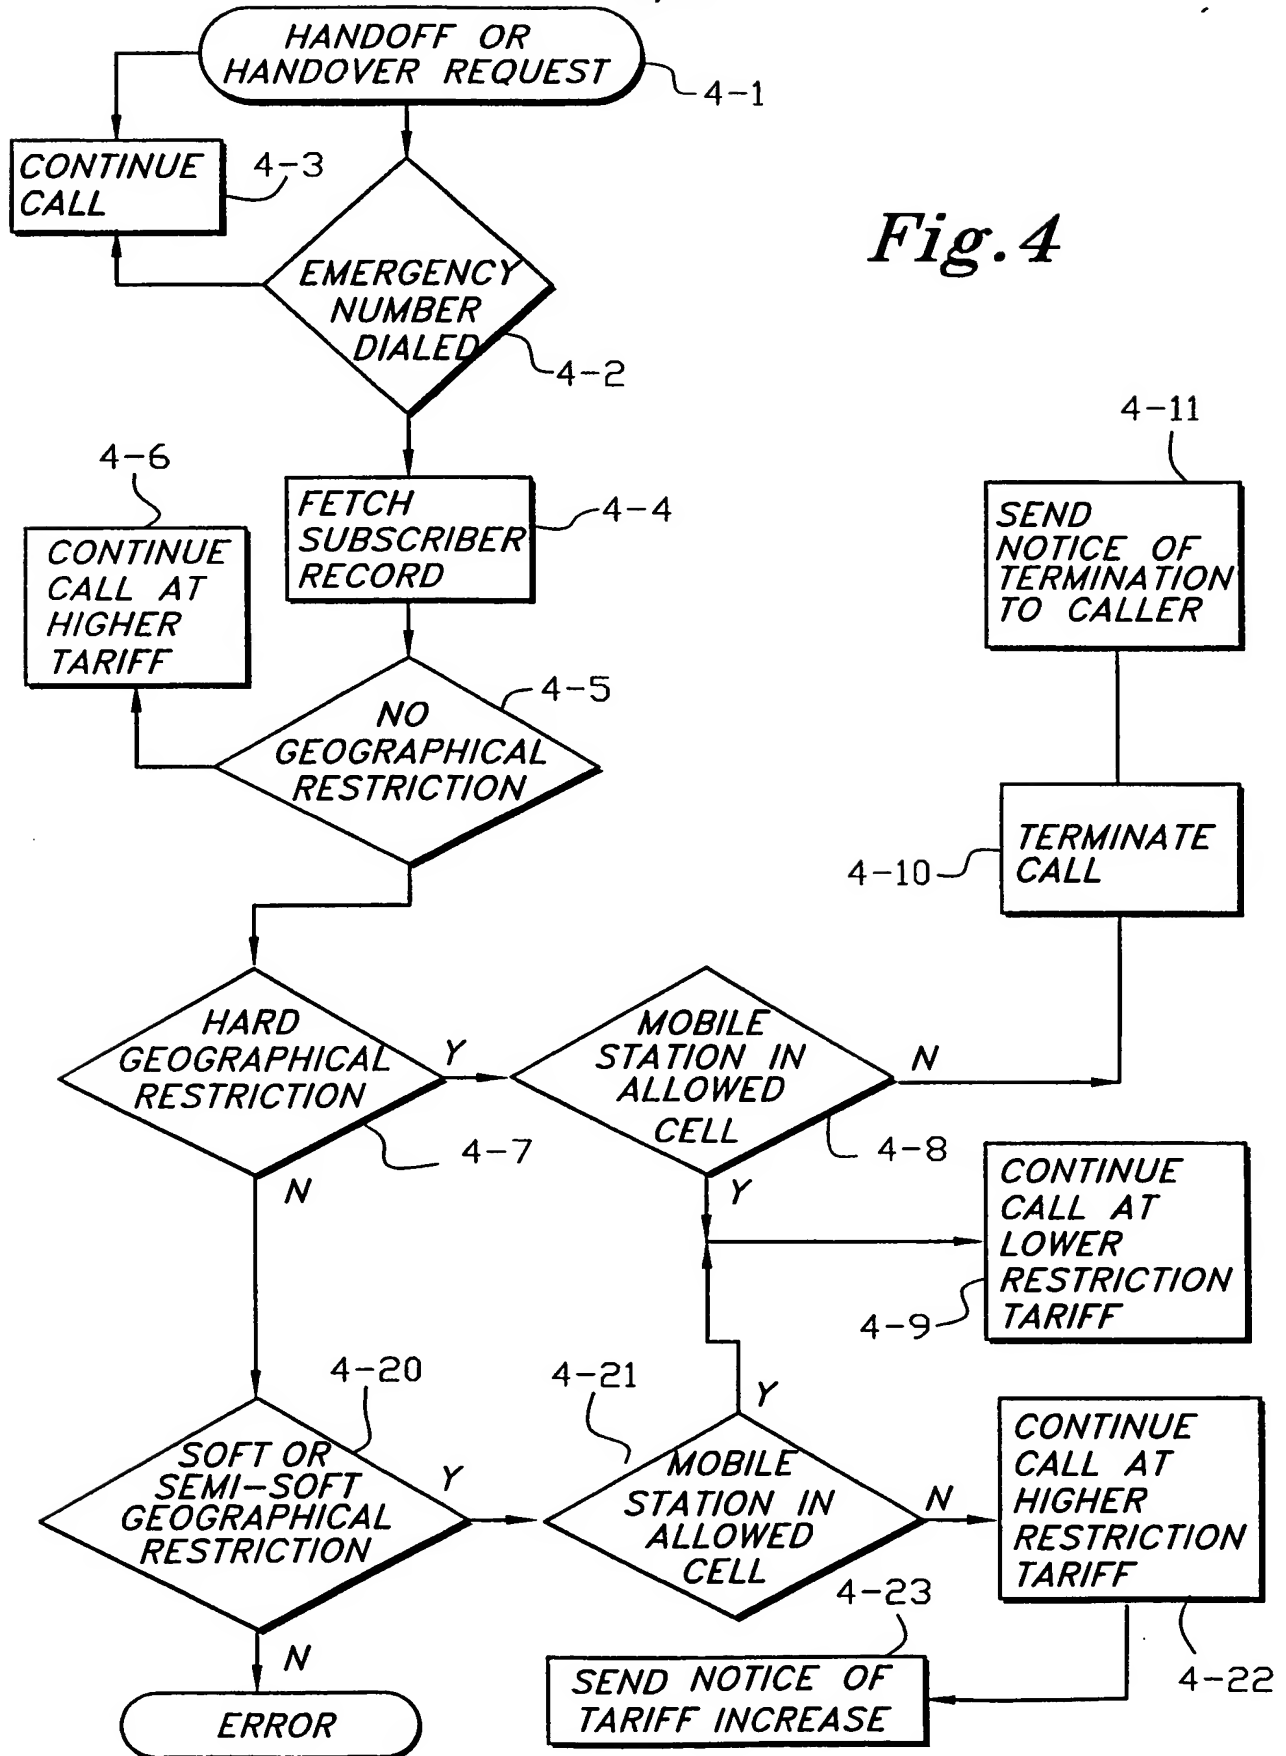 HANDOFF OR
HANDOVER REQUEST
4-1
CONTINUE
CALL
4-3
Fig.4
EMERGENCY
NUMBER
DIALED
4-2
4-11
4-6
FETCH
SUBSCRIBER
RECORD
4-4
SEND
NOTICE OF
TERMINATION
TO CALLER
CONTINUE
CALL AT
HIGHER
TARIFF
4-5
NO
GEOGRAPHICAL
RESTRICTION
TERMINATE
CALL
4-10
HARD
GEOGRAPHICAL
RESTRICTION
Y
4-7
N
MOBILE
STATION IN
ALLOWED
CELL
N
4-8
Y
CONTINUE
CALL AT
LOWER
RESTRICTION
TARIFF
4-9
4-20
SOFT OR
SEMI-SOFT
GEOGRAPHICAL
RESTRICTION
Y
N
4-21
Y
MOBILE
STATION IN
ALLOWED
CELL
N
CONTINUE
CALL AT
HIGHER
RESTRICTION
TARIFF
4-22
4-23
SEND NOTICE OF
TARIFF INCREASE
ERROR